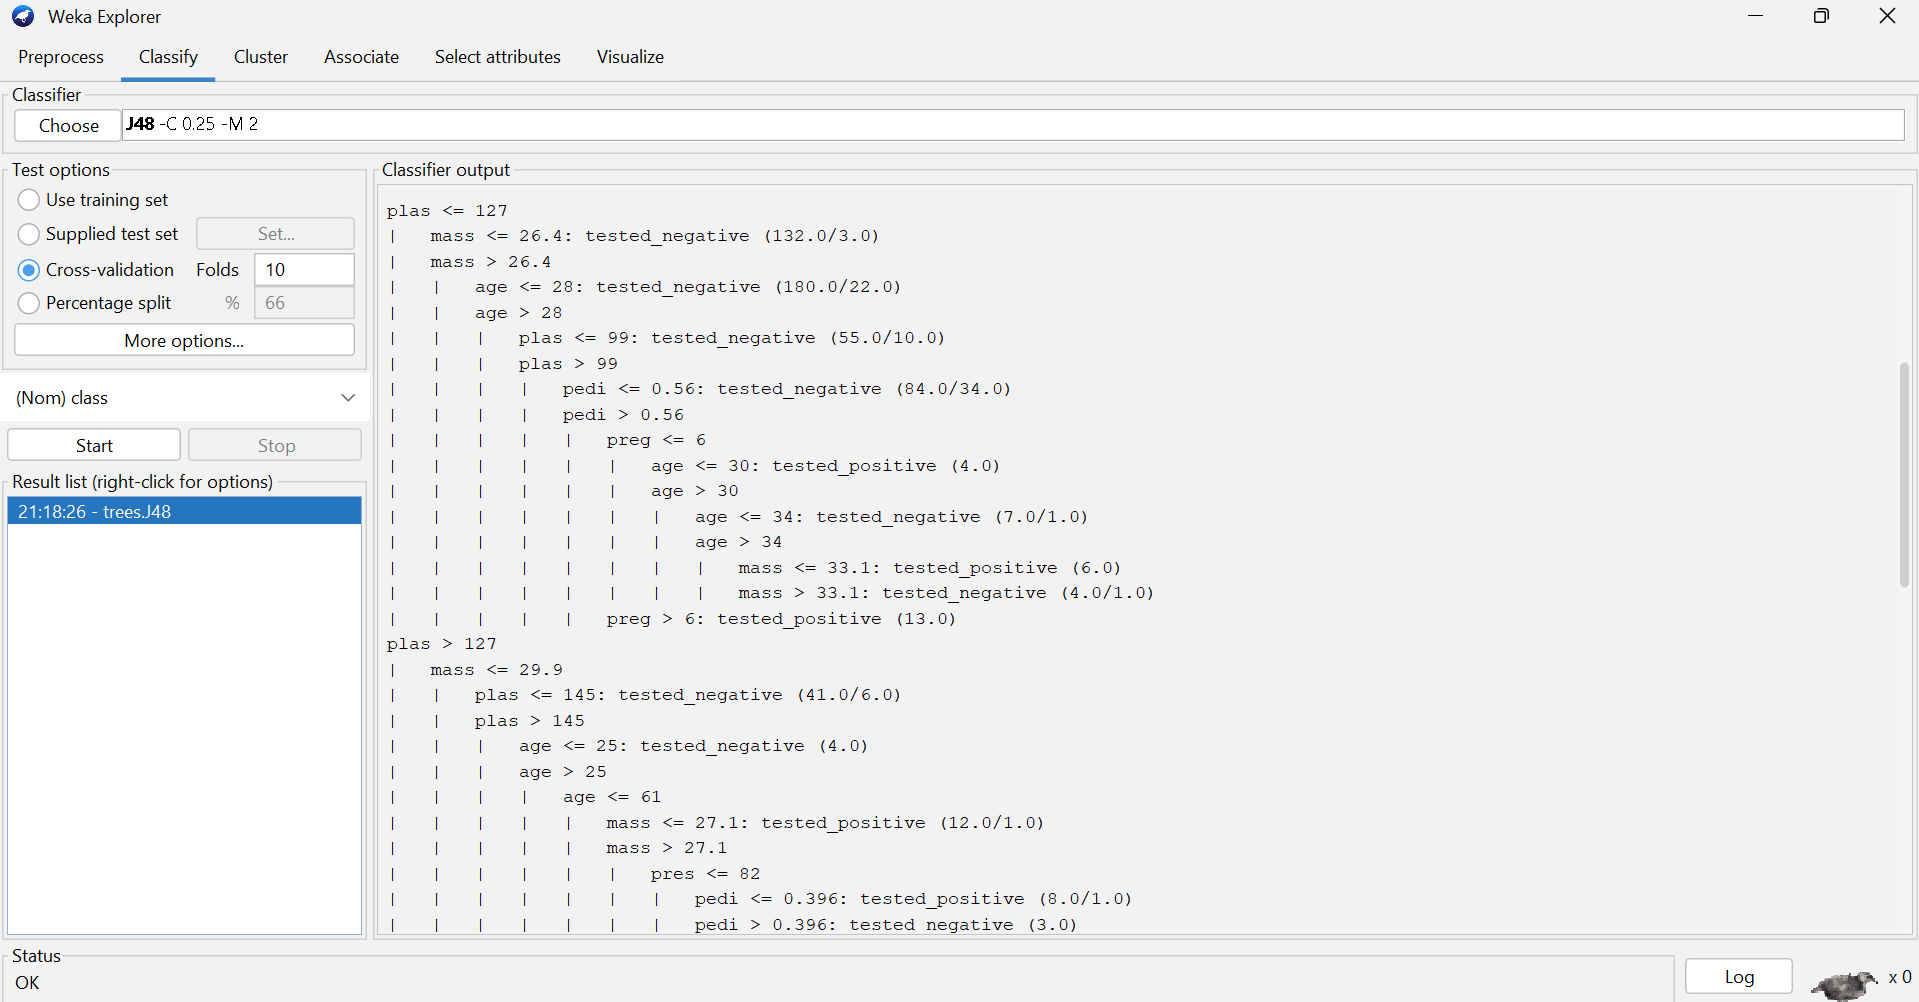 Weka Explorer
Preprocess Classify Cluster Associate Select attributes Visualize
Classifier
Choose J48 -C 0.25 -M 2
Test options
Use training set
Supplied test set Set...
Cross-validation Folds 10
Percentage split % 66
More options...
(Nom) class
Start Stop
Result list (right-click for options)
21:18:26 - trees.J48
Classifier output
plas <= 127
|   mass <= 26.4: tested_negative (132.0/3.0)
|   mass > 26.4
|   |   age <= 28: tested_negative (180.0/22.0)
|   |   age > 28
|   |   |   plas <= 99: tested_negative (55.0/10.0)
|   |   |   plas > 99
|   |   |   |   pedi <= 0.56: tested_negative (84.0/34.0)
|   |   |   |   pedi > 0.56
|   |   |   |   |   preg <= 6
|   |   |   |   |   |   age <= 30: tested_positive (4.0)
|   |   |   |   |   |   age > 30
|   |   |   |   |   |   |   age <= 34: tested_negative (7.0/1.0)
|   |   |   |   |   |   |   age > 34
|   |   |   |   |   |   |   |   mass <= 33.1: tested_positive (6.0)
|   |   |   |   |   |   |   |   mass > 33.1: tested_negative (4.0/1.0)
|   |   |   |   |   preg > 6: tested_positive (13.0)
plas > 127
|   mass <= 29.9
|   |   plas <= 145: tested_negative (41.0/6.0)
|   |   plas > 145
|   |   |   age <= 25: tested_negative (4.0)
|   |   |   age > 25
|   |   |   |   age <= 61
|   |   |   |   |   mass <= 27.1: tested_positive (12.0/1.0)
|   |   |   |   |   mass > 27.1
|   |   |   |   |   |   pres <= 82
|   |   |   |   |   |   |   pedi <= 0.396: tested_positive (8.0/1.0)
|   |   |   |   |   |   |   pedi > 0.396: tested_negative (3.0)
Status
OK
Log
x 0